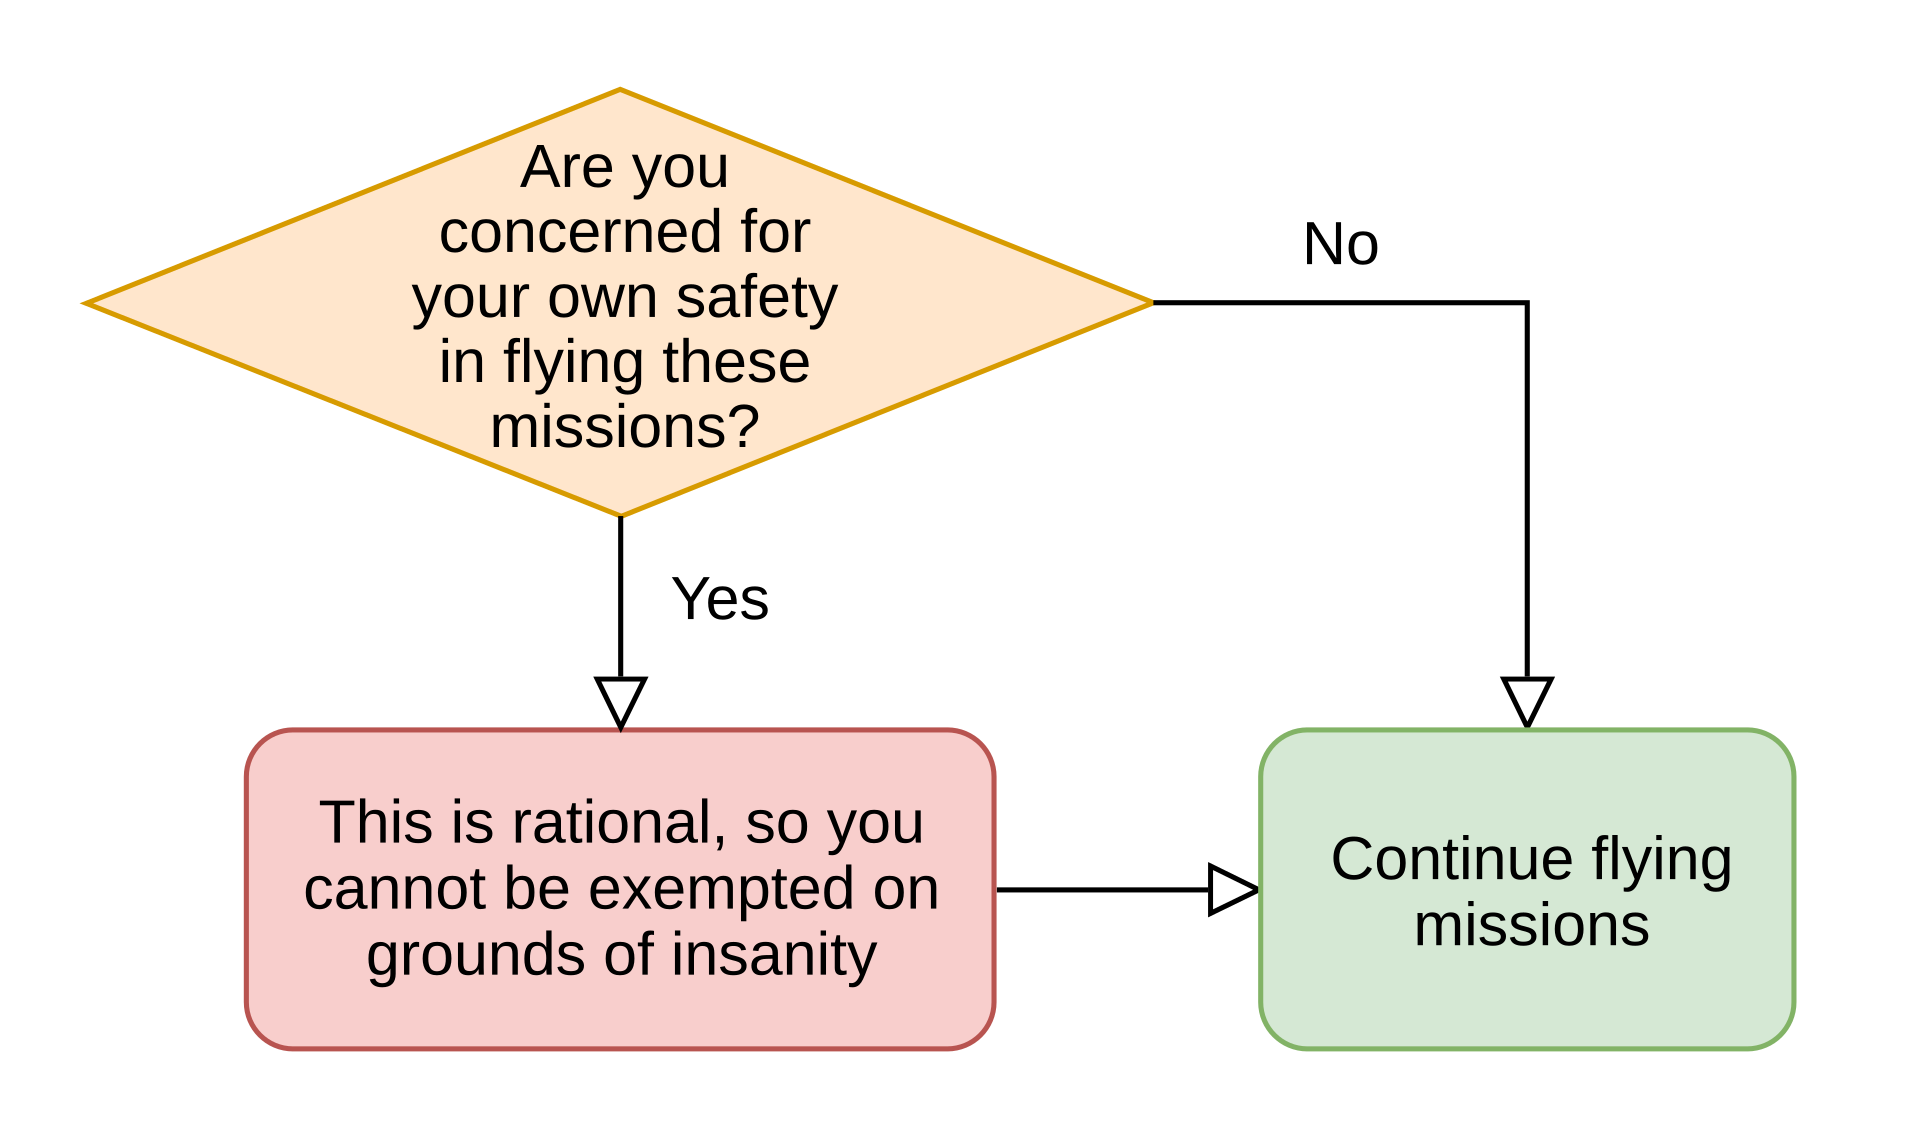 Are you
concerned for
your own safety
in flying these
missions?
No
Yes
This is rational, so you
cannot be exempted on
grounds of insanity
Continue flying
missions